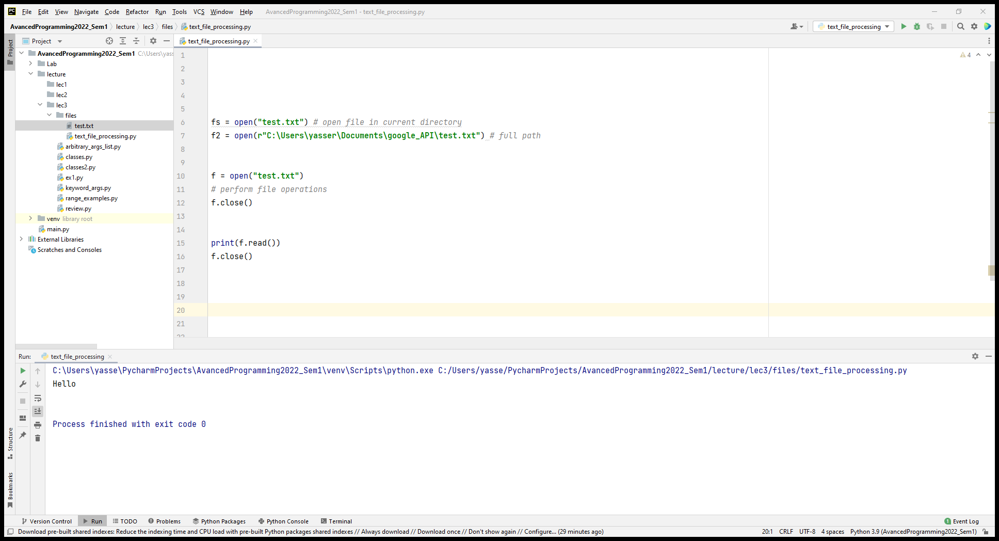 PC File Edit View Navigate Code Refactor Run Tools VCS Window Help AvancedProgramming2022_Sem1 - text_file_processing.py
AvancedProgramming2022_Sem1 lecture lec3 files text_file_processing.py text_file_processing
Project
Project
text_file_processing.py
AvancedProgramming2022_Sem1 C:\Users\yass
Lab
lecture
lec1
lec2
lec3
files
test.txt
text_file_processing.py
arbitrary_args_list.py
classes.py
classes2.py
ex1.py
keyword_args.py
range_examples.py
review.py
venv library root
main.py
External Libraries
Scratches and Consoles
4
1
2
3
4
5
6 fs = open("test.txt") # open file in current directory
7 f2 = open(r"C:\Users\yasser\Documents\google_API\test.txt") # full path
8
9
10 f = open("test.txt")
11 # perform file operations
12 f.close()
13
14
15 print(f.read())
16 f.close()
17
18
19
20
21
22
Run: text_file_processing
C:\Users\yasse\PycharmProjects\AvancedProgramming2022_Sem1\venv\Scripts\python.exe C:/Users/yasse/PycharmProjects/AvancedProgramming2022_Sem1/lecture/lec3/files/text_file_processing.py
Hello
Process finished with exit code 0
Structure
Bookmarks
Version Control Run TODO Problems Python Packages Python Console Terminal 1 Event Log
Download pre-built shared indexes: Reduce the indexing time and CPU load with pre-built Python packages shared indexes // Always download // Download once // Don't show again // Configure... (29 minutes ago) 20:1 CRLF UTF-8 4 spaces Python 3.9 (AvancedProgramming2022_Sem1)